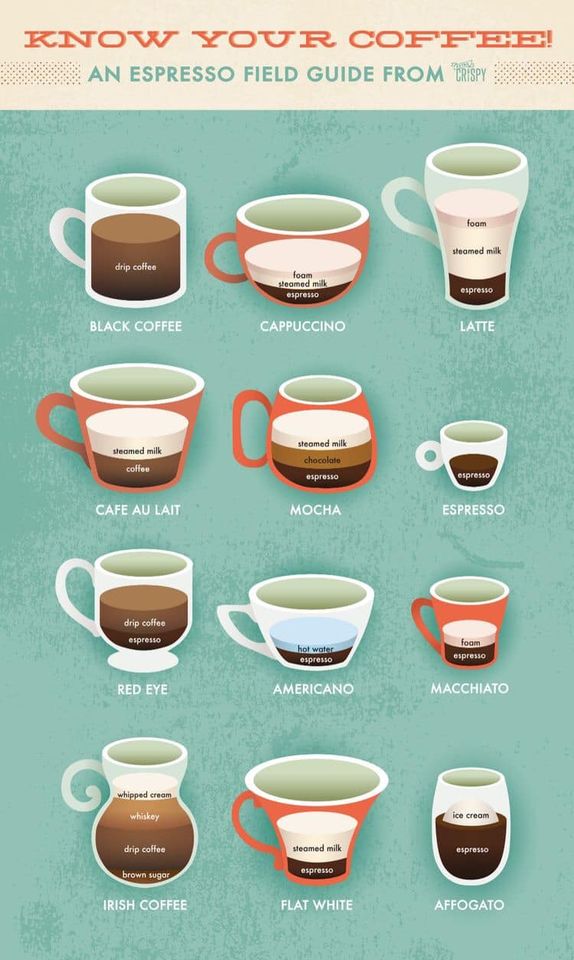 KNOW YOUR COFFEE!
AN ESPRESSO FIELD GUIDE FROM CRISPY
drip coffee
BLACK COFFEE
foam
steamed milk
espresso
CAPPUCCINO
foam
steamed milk
espresso
LATTE
steamed milk
coffee
CAFE AU LAIT
steamed milk
chocolate
espresso
MOCHA
espresso
ESPRESSO
drip coffee
espresso
RED EYE
hot water
espresso
AMERICANO
foam
espresso
MACCHIATO
whipped cream
whiskey
drip coffee
brown sugar
IRISH COFFEE
steamed milk
espresso
FLAT WHITE
ice cream
espresso
AFFOGATO